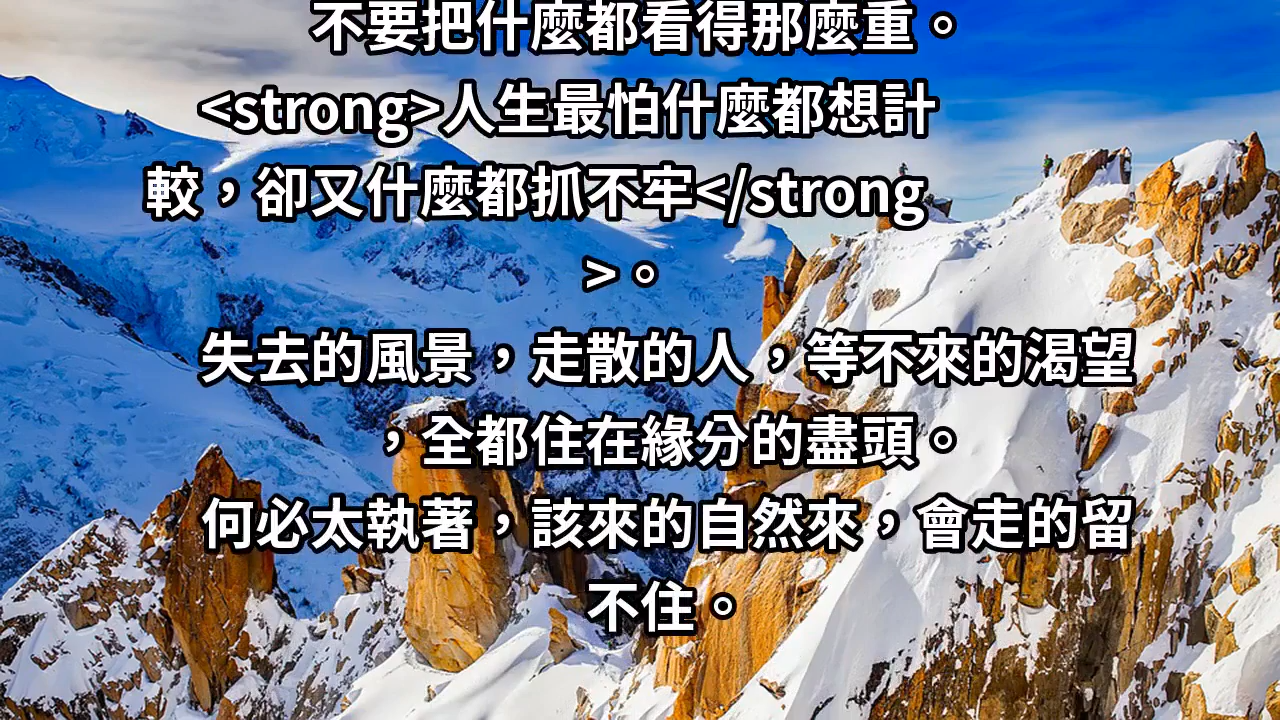 不要把什麼都看得那麼重。
<strong>人生最怕什麼都想計
較，卻又什麼都抓不牢</strong
>。
失去的風景，走散的人，等不來的渴望
，全都住在緣分的盡頭。
何必太執著，該來的自然來，會走的留
不住。